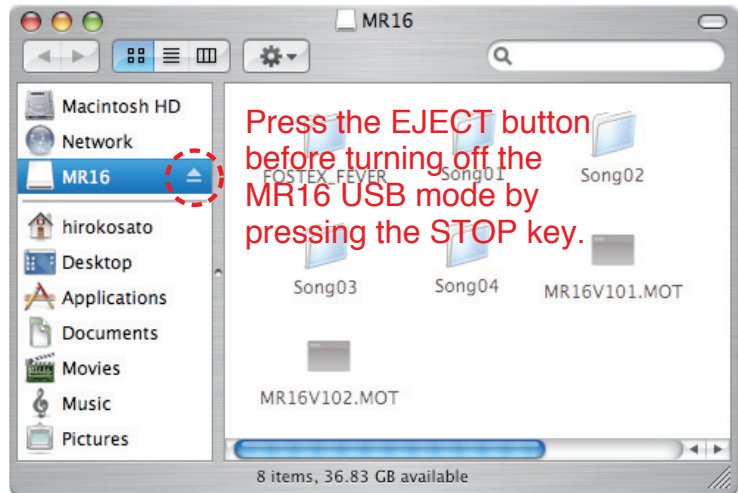 MR16
Macintosh HD
Network
MR16
hirokosato
Desktop
Applications
Documents
Movies
Music
Pictures
Press the EJECT button
before turning off the
MR16 USB mode by
pressing the STOP key.
FOSTEX_FEVER
Song01
Song02
Song03
Song04
MR16V101.MOT
MR16V102.MOT
8 items, 36.83 GB available